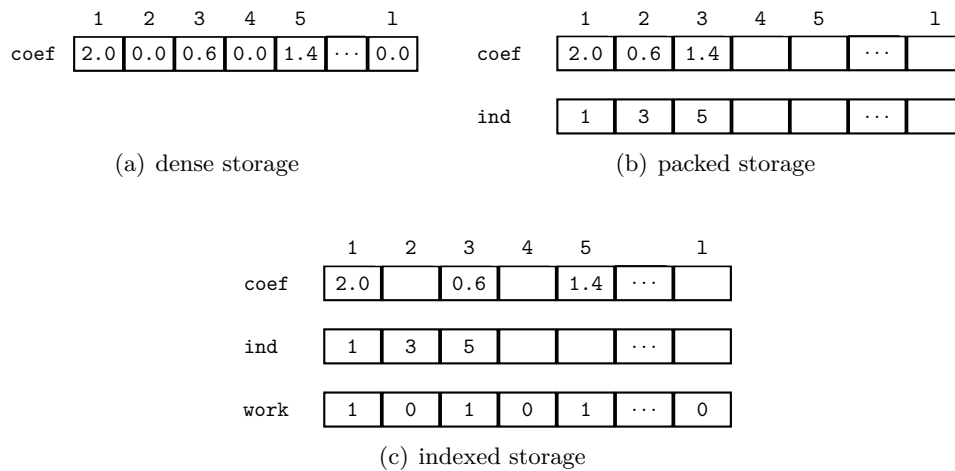 1 2 3 4 5 l
coef 2.0 0.0 0.6 0.0 1.4 ··· 0.0
(a) dense storage
1 2 3 4 5 l
coef 2.0 0.6 1.4 ···
ind 1 3 5 ···
(b) packed storage
1 2 3 4 5 l
coef 2.0 0.6 1.4 ···
ind 1 3 5 ···
work 1 0 1 0 1 ··· 0
(c) indexed storage